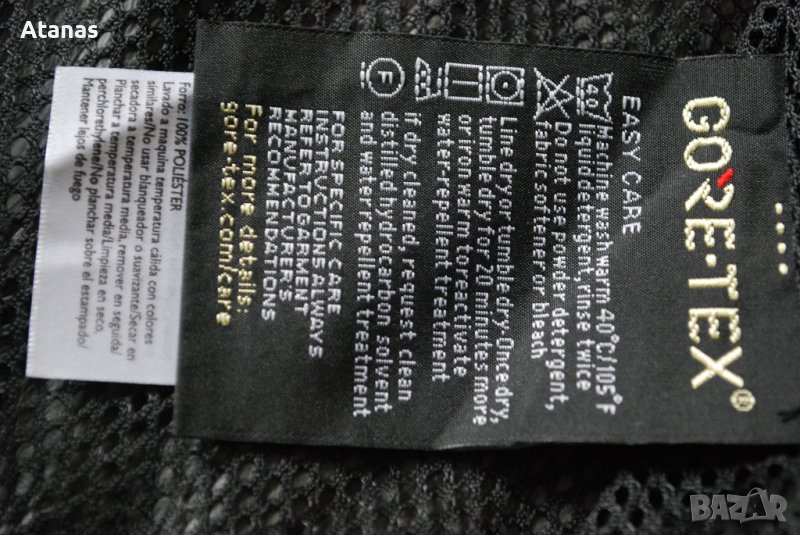 Atanas
GORE-TEX®
EASY CARE
40
Machine wash warm 40°C/105°F
liquid detergent, rinse twice
Do not use powder detergent,
fabric softener or bleach
Line dry, tumble dry. Once dry,
tumble dry for 20 minutes more
or iron warm to reactivate
water-repellent treatment
F
If dry cleaned, request clean
distilled hydrocarbon solvent
and water-repellent treatment
FOR SPECIFIC CARE
INSTRUCTIONS ALWAYS
REFER TO GARMENT
MANUFACTURER'S
RECOMMENDATIONS
For more details:
gore-tex.com/care
Forro: 100% POLIÉSTER
Lavado a maquina temperatura cálida con colores
similares/No usar blanqueador o suavizante/Secar en
secadora a temperatura media, remover en seguida/
Planchar a temperatura media/Limpieza en seco,
perchlorethylene/No planchar sobre el estampado/
Mantener lejos de fuego
BAZAR